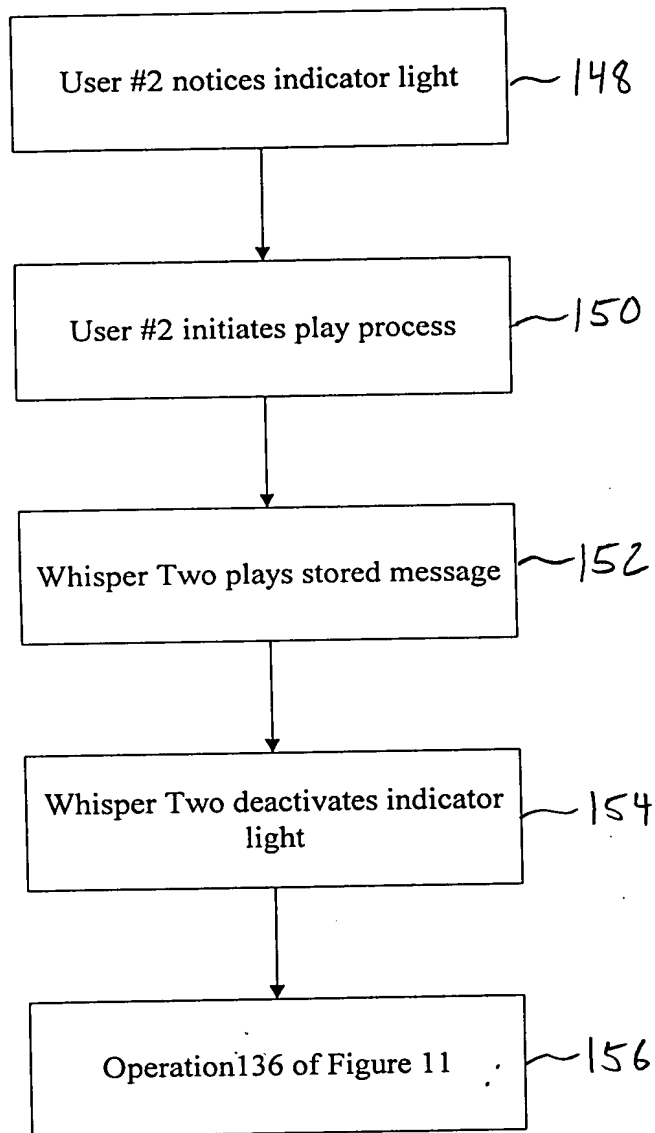 User #2 notices indicator light
148
User #2 initiates play process
150
Whisper Two plays stored message
152
Whisper Two deactivates indicator
light
154
Operation136 of Figure 11
156